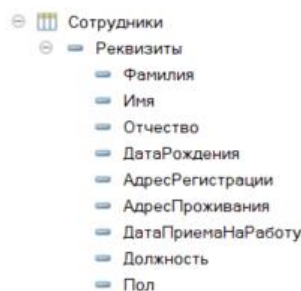 Сотрудники
Реквизиты
Фамилия
Имя
Отчество
ДатаРождения
АдресРегистрации
АдресПроживания
ДатаПриемаНаРаботу
Должность
Пол